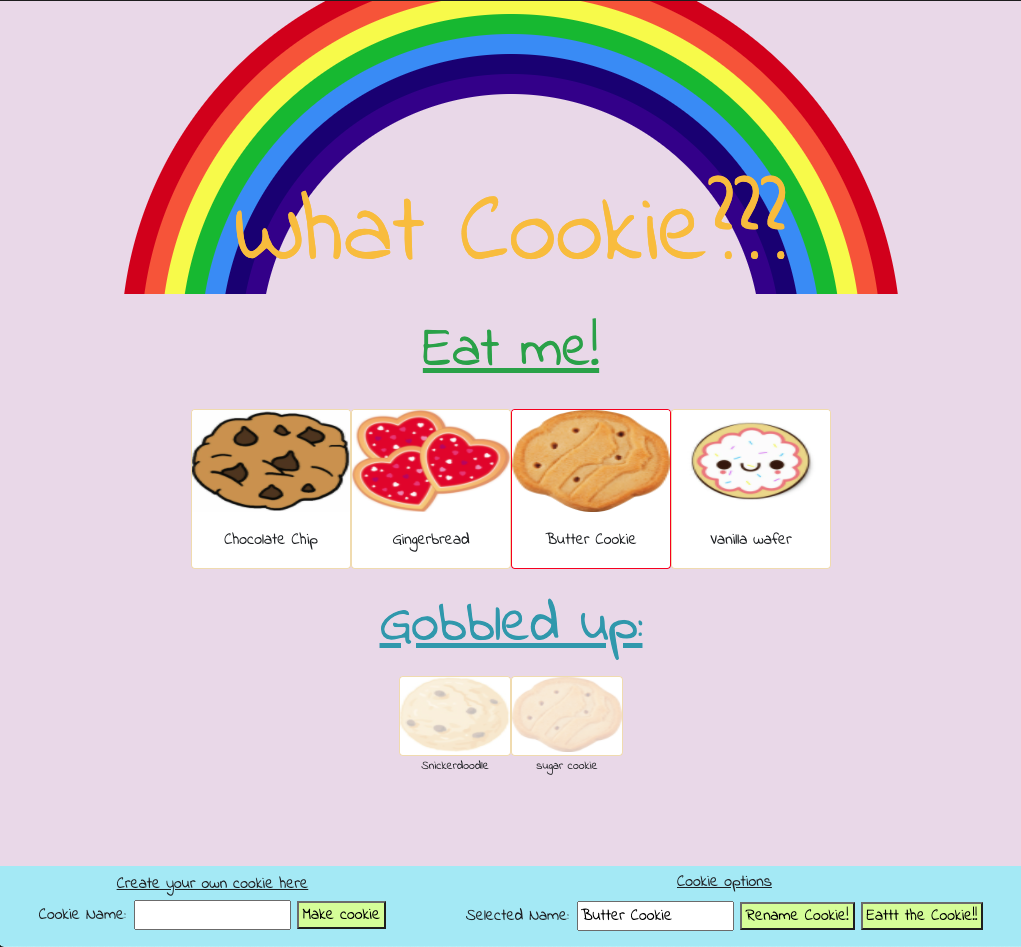 What Cookie???
Eat me!
Chocolate Chip
Gingerbread
Butter Cookie
Vanilla wafer
Gobbled up:
Snickerdoodle
sugar cookie
Create your own cookie here
Cookie Name:
Make cookie
Cookie options
Selected Name:
Butter Cookie
Rename Cookie!
Eattt the Cookie!!